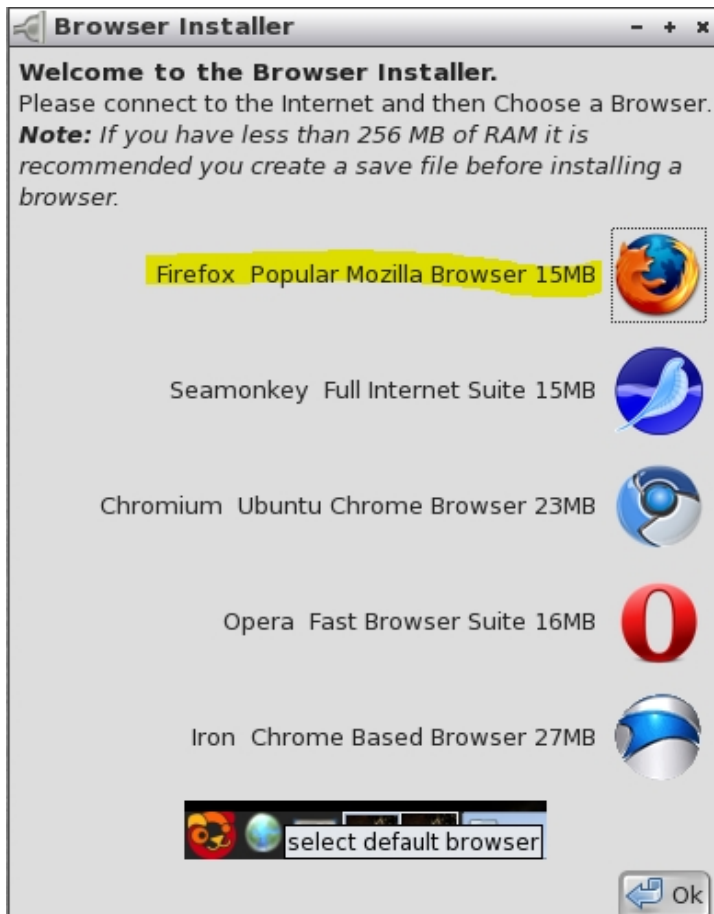 Browser Installer
Welcome to the Browser Installer.
Please connect to the Internet and then Choose a Browser.
Note: If you have less than 256 MB of RAM it is
recommended you create a save file before installing a
browser.
Firefox Popular Mozilla Browser 15MB
Seamonkey Full Internet Suite 15MB
Chromium Ubuntu Chrome Browser 23MB
Opera Fast Browser Suite 16MB
Iron Chrome Based Browser 27MB
select default browser
Ok